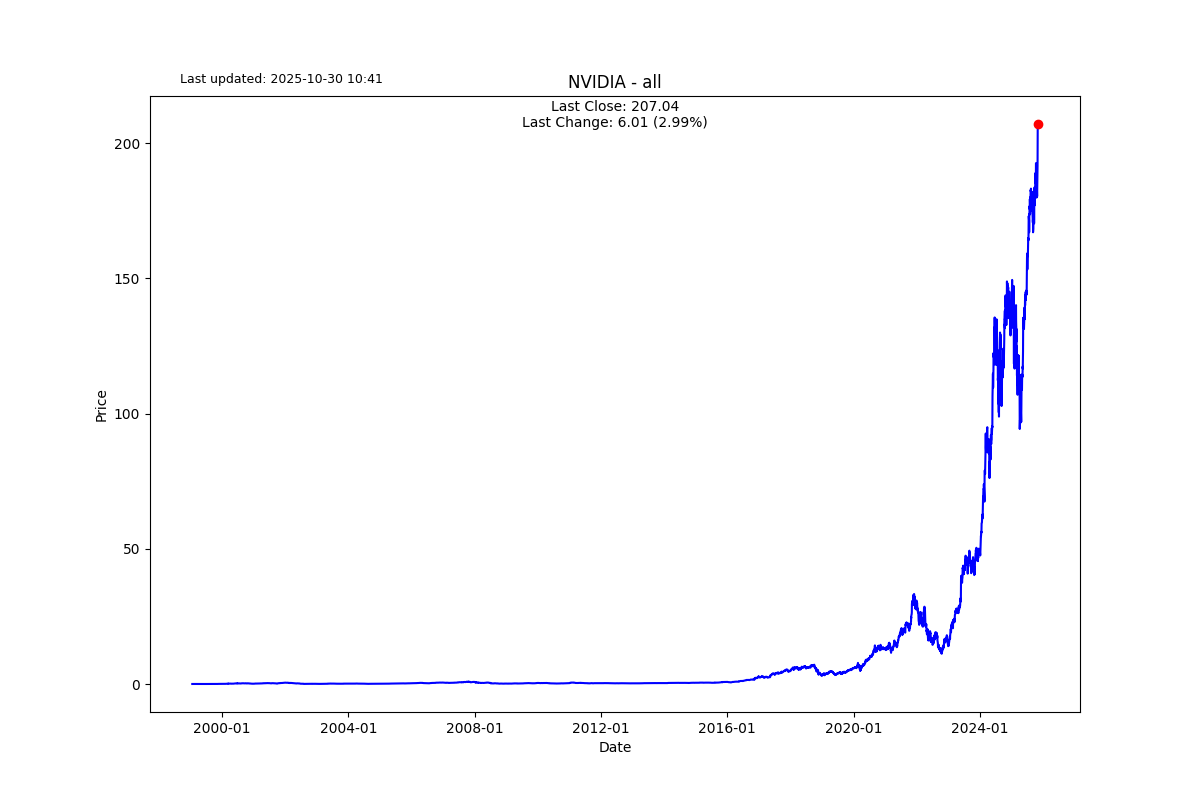 Last updated: 2025-10-30 10:41
NVIDIA - all
Last Close: 207.04
Last Change: 6.01 (2.99%)
200
150
100
50
0
Price
2000-01 2004-01 2008-01 2012-01 2016-01 2020-01 2024-01
Date